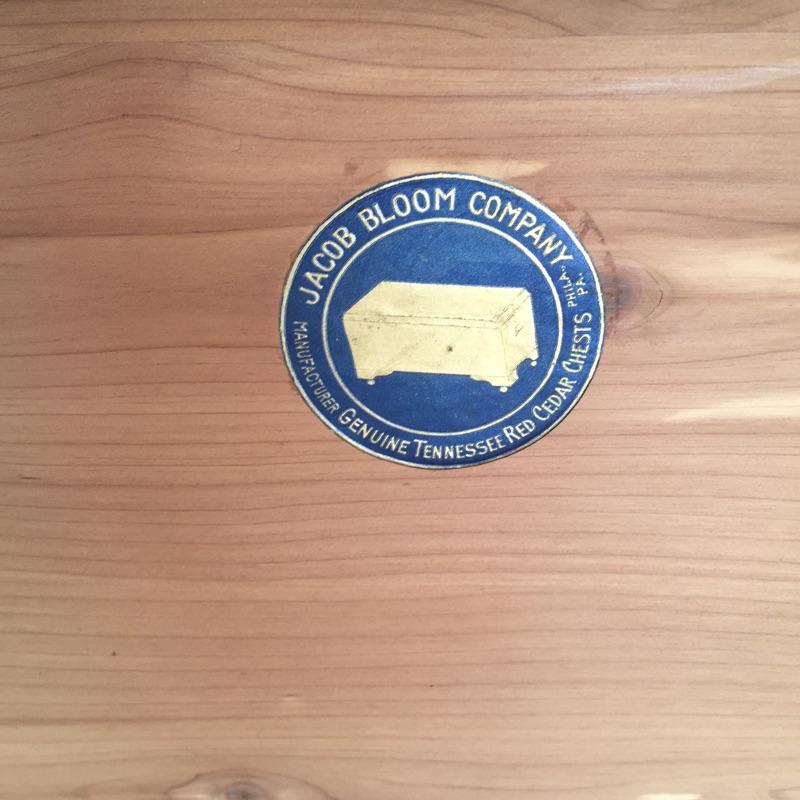 JACOB BLOOM COMPANY
PHILA., PA.
MANUFACTURER GENUINE TENNESSEE RED CEDAR CHESTS